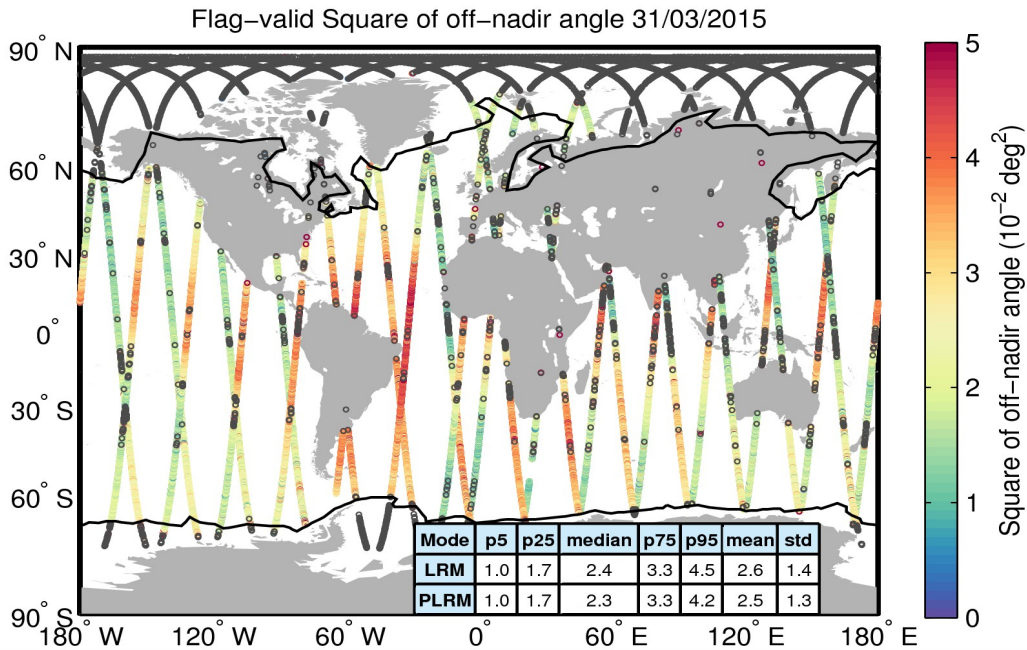 Flag−valid Square of off−nadir angle 31/03/2015
90° N
60° N
30° N
0°
30° S
60° S
90° S
180° W
120° W
60° W
0°
60° E
120° E
180° E
Mode p5 p25 median p75 p95 mean std
LRM 1.0 1.7 2.4 3.3 4.5 2.6 1.4
PLRM 1.0 1.7 2.3 3.3 4.2 2.5 1.3
5
4
3
2
1
0
Square of off−nadir angle (10⁻² deg²)